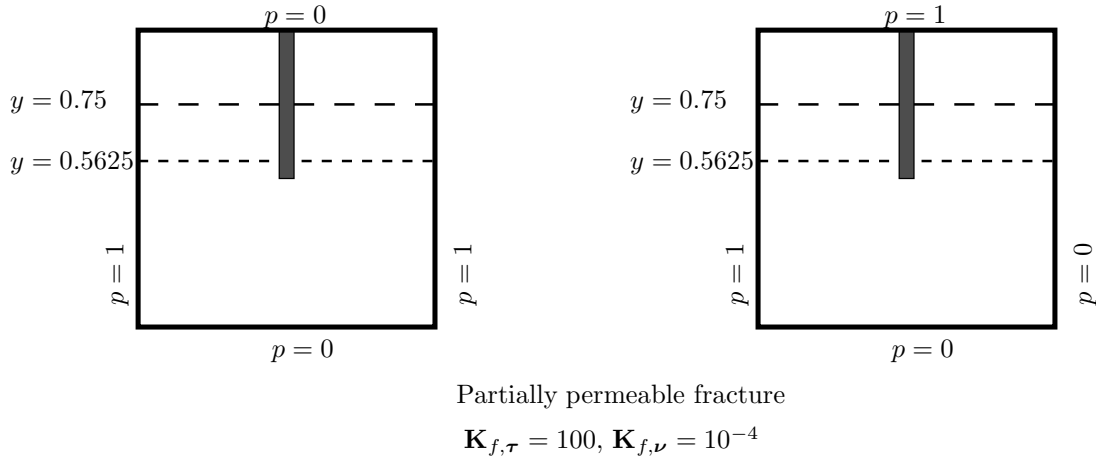 p = 0
p = 1
y = 0.75
y = 0.75
y = 0.5625
y = 0.5625
p = 1
p = 1
p = 1
p = 0
p = 0
p = 0
Partially permeable fracture
K_{f,τ} = 100, K_{f,ν} = 10^{-4}